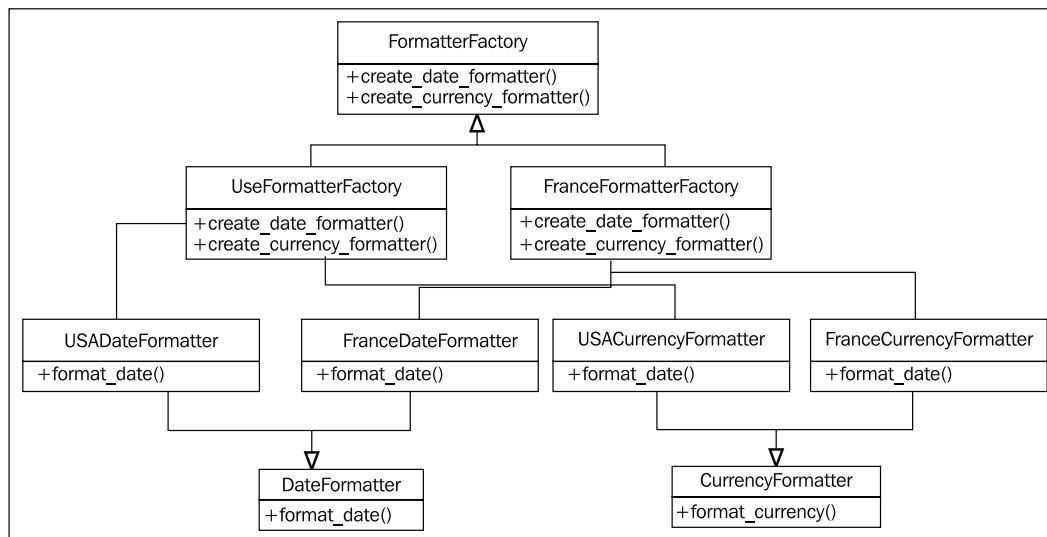 FormatterFactory
+create_date_formatter()
+create_currency_formatter()
UseFormatterFactory
+create_date_formatter()
+create_currency_formatter()
FranceFormatterFactory
+create_date_formatter()
+create_currency_formatter()
USADateFormatter
+format_date()
FranceDateFormatter
+format_date()
USACurrencyFormatter
+format_date()
FranceCurrencyFormatter
+format_date()
DateFormatter
+format_date()
CurrencyFormatter
+format_currency()